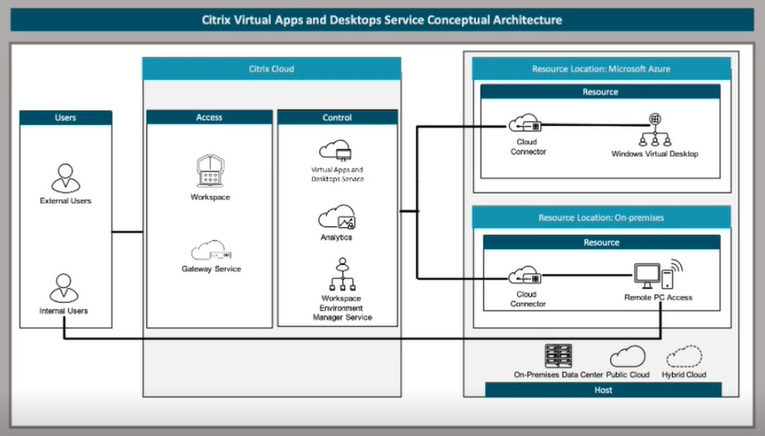 Citrix Virtual Apps and Desktops Service Conceptual Architecture
Users
External Users
Internal Users
Citrix Cloud
Access
Workspace
Gateway Service
Control
Virtual Apps and
Desktops Service
Analytics
Workspace
Environment
Manager Service
Resource Location: Microsoft Azure
Resource
Cloud
Connector
Windows Virtual Desktop
Resource Location: On-premises
Resource
Cloud
Connector
Remote PC Access
On-Premises Data Center
Public Cloud
Hybrid Cloud
Host